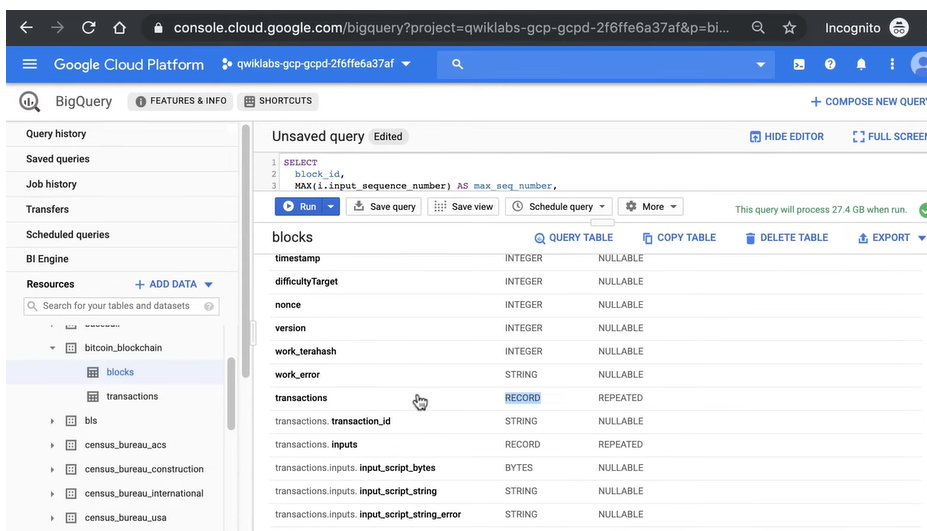 console.cloud.google.com/bigquery?project=qwiklabs-gcp-gcpd-2f6ffe6a37af&p=bi... Incognito
Google Cloud Platform qwiklabs-gcp-gcpd-2f6ffe6a37af
BigQuery FEATURES & INFO SHORTCUTS + COMPOSE NEW QUERY
Query history
Saved queries
Job history
Transfers
Scheduled queries
BI Engine
Resources + ADD DATA
Search for your tables and datasets
baseball
bitcoin_blockchain
blocks
transactions
bls
census_bureau_acs
census_bureau_construction
census_bureau_international
census_bureau_usa
Unsaved query Edited HIDE EDITOR FULL SCREEN
1 SELECT
2 block_id,
3 MAX(i.input_sequence_number) AS max_seq_number,
Run Save query Save view Schedule query More This query will process 27.4 GB when run.
blocks QUERY TABLE COPY TABLE DELETE TABLE EXPORT
timestamp INTEGER NULLABLE
difficultyTarget INTEGER NULLABLE
nonce INTEGER NULLABLE
version INTEGER NULLABLE
work_terahash INTEGER NULLABLE
work_error STRING NULLABLE
transactions RECORD REPEATED
transactions. transaction_id STRING NULLABLE
transactions. inputs RECORD REPEATED
transactions.inputs. input_script_bytes BYTES NULLABLE
transactions.inputs. input_script_string STRING NULLABLE
transactions.inputs. input_script_string_error STRING NULLABLE